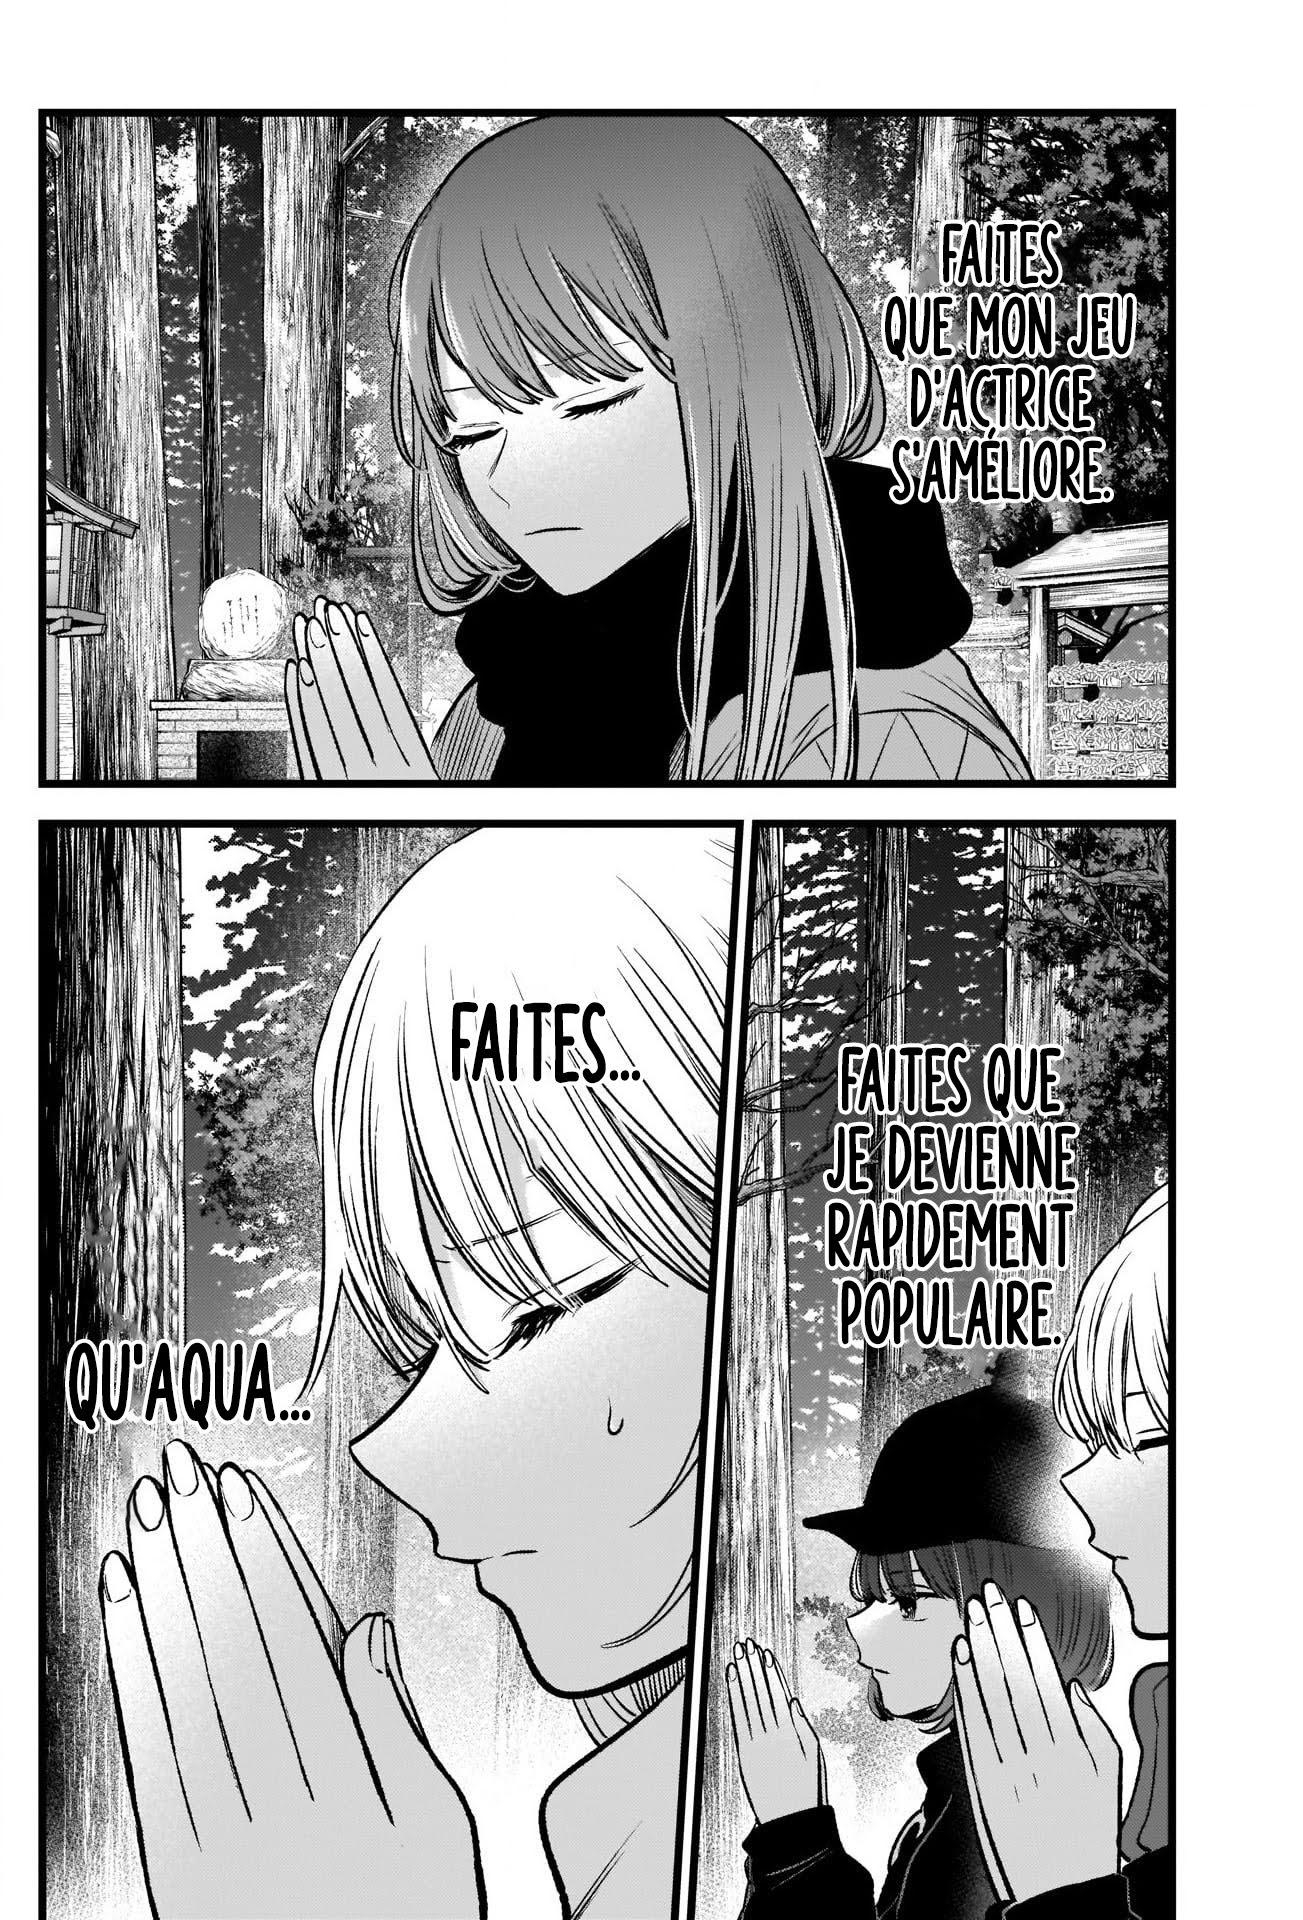 FAITES
QUE MON JEU
D'ACTRICE
S'AMÉLIORE.
FAITES QUE
JE DEVIENNE
RAPIDEMENT
POPULAIRE.
FAITES...
QU'AQUA...